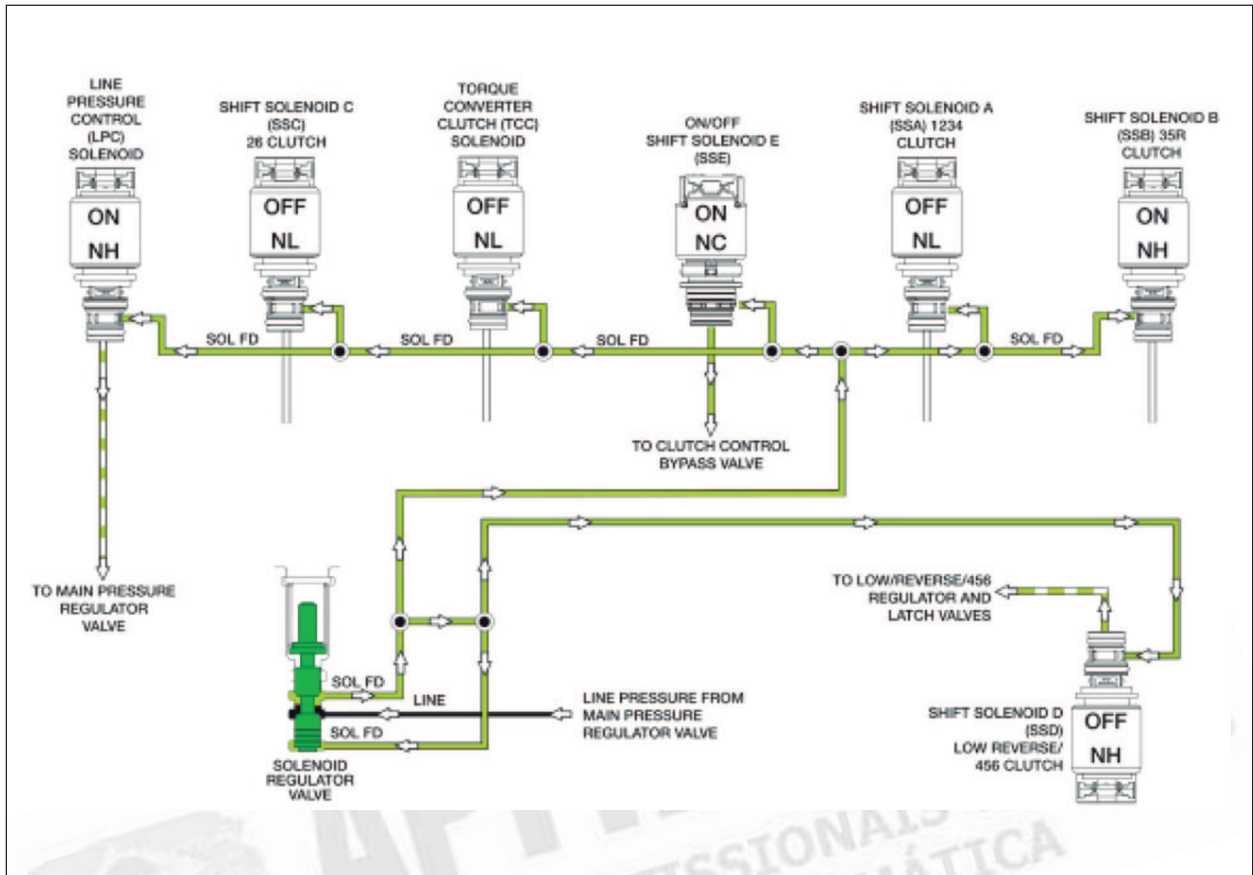 LINE
PRESSURE
CONTROL
(LPC)
SOLENOID
SHIFT SOLENOID C
(SSC)
26 CLUTCH
TORQUE
CONVERTER
CLUTCH (TCC)
SOLENOID
ON/OFF
SHIFT SOLENOID E
(SSE)
SHIFT SOLENOID A
(SSA) 1234
CLUTCH
SHIFT SOLENOID B
(SSB) 35R
CLUTCH
ON
NH
OFF
NL
OFF
NL
ON
NC
OFF
NL
ON
NH
SOL FD
SOL FD
SOL FD
SOL FD
TO CLUTCH CONTROL
BYPASS VALVE
TO MAIN PRESSURE
REGULATOR
VALVE
TO LOW/REVERSE/456
REGULATOR AND
LATCH VALVES
SOL FD
LINE
SOL FD
LINE PRESSURE FROM
MAIN PRESSURE
REGULATOR VALVE
SOLENOID
REGULATOR
VALVE
SHIFT SOLENOID D
(SSD)
LOW REVERSE/
456 CLUTCH
OFF
NH